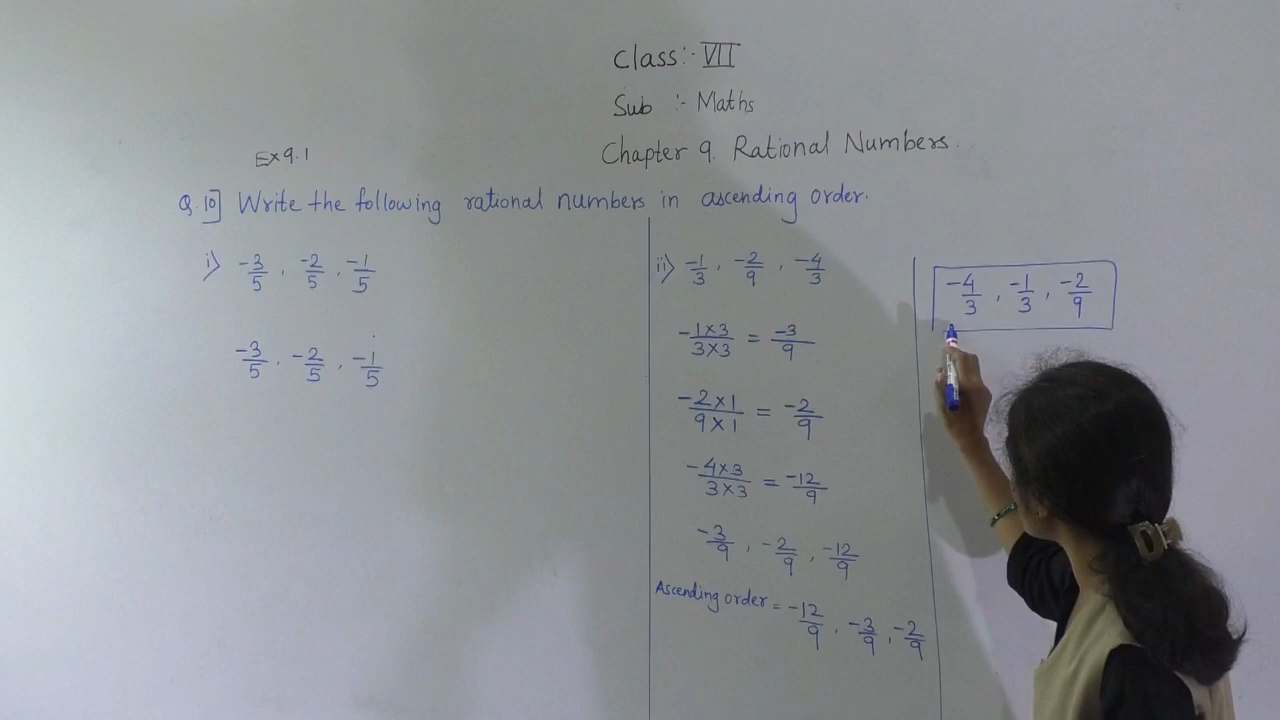 Class:- VII
Sub :- Maths
Chapter 9. Rational Numbers.
Ex 9.1
Q.10] Write the following rational numbers in ascending order.
i) -3/5, -2/5, -1/5
-3/5, -2/5, -1/5
ii) -1/3, -2/9, -4/3
-1×3/3×3 = -3/9
-2×1/9×1 = -2/9
-4×3/3×3 = -12/9
-3/9, -2/9, -12/9
Ascending order = -12/9, -3/9, -2/9
-4/3, -1/3, -2/9